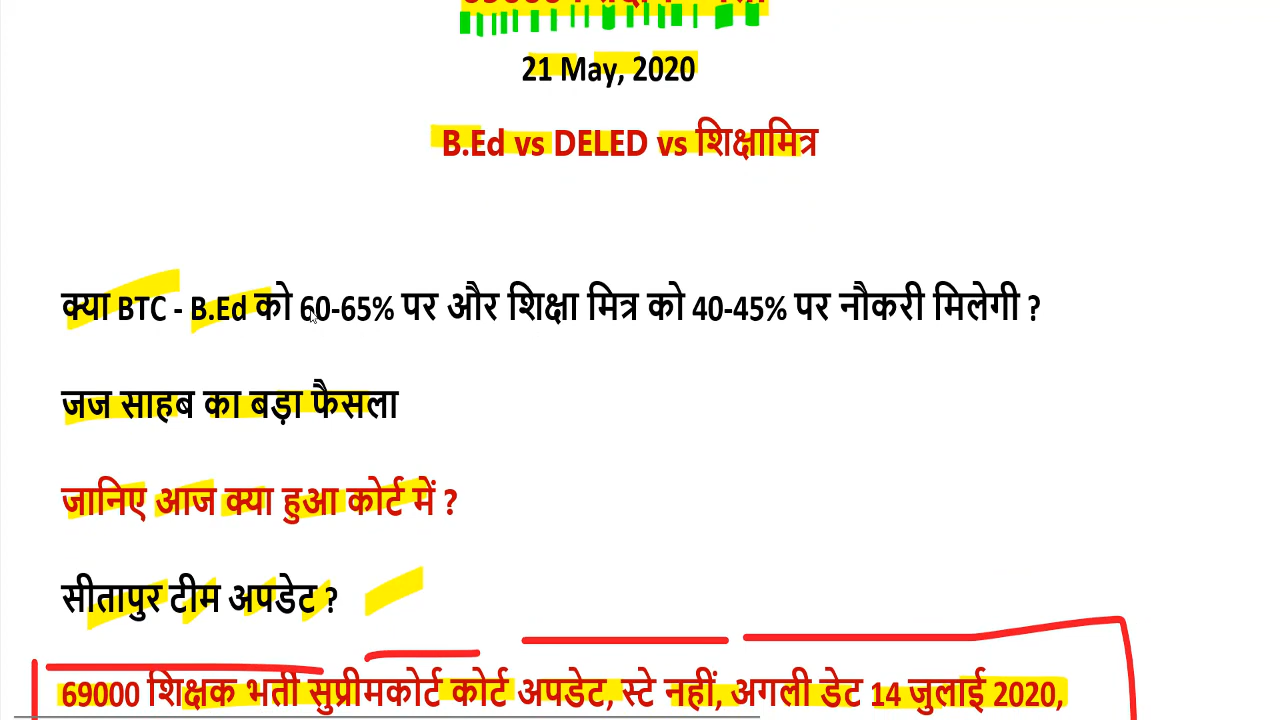 21 May, 2020
B.Ed vs DELED vs शिक्षामित्र
क्या BTC - B.Ed को 60-65% पर और शिक्षा मित्र को 40-45% पर नौकरी मिलेगी ?
जज साहब का बड़ा फैसला
जानिए आज क्या हुआ कोर्ट में ?
सीतापुर टीम अपडेट ?
69000 शिक्षक भर्ती सुप्रीमकोर्ट कोर्ट अपडेट, स्टे नहीं, अगली डेट 14 जुलाई 2020,